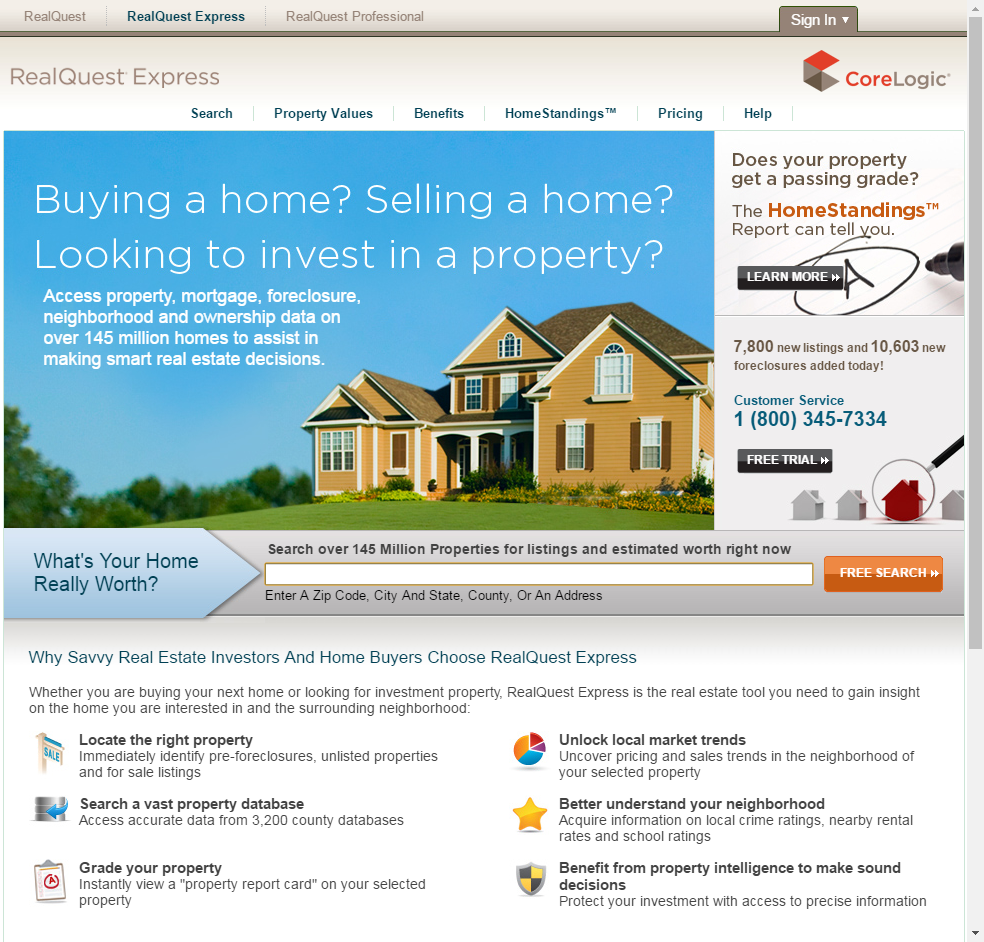 RealQuest
RealQuest Express
RealQuest Professional
Sign In ▼
RealQuest Express
CoreLogic
Search
Property Values
Benefits
HomeStandings™
Pricing
Help
Buying a home? Selling a home?
Looking to invest in a property?
Access property, mortgage, foreclosure,
neighborhood and ownership data on
over 145 million homes to assist in
making smart real estate decisions.
Does your property
get a passing grade?
The HomeStandings™
Report can tell you.
LEARN MORE
A
7,800 new listings and 10,603 new
foreclosures added today!
Customer Service
1 (800) 345-7334
FREE TRIAL
What's Your Home
Really Worth?
Search over 145 Million Properties for listings and estimated worth right now
Enter A Zip Code, City And State, County, Or An Address
FREE SEARCH
Why Savvy Real Estate Investors And Home Buyers Choose RealQuest Express
Whether you are buying your next home or looking for investment property, RealQuest Express is the real estate tool you need to gain insight
on the home you are interested in and the surrounding neighborhood:
SALE
Locate the right property
Immediately identify pre-foreclosures, unlisted properties
and for sale listings
Search a vast property database
Access accurate data from 3,200 county databases
A
Grade your property
Instantly view a "property report card" on your selected
property
Unlock local market trends
Uncover pricing and sales trends in the neighborhood of
your selected property
Better understand your neighborhood
Acquire information on local crime ratings, nearby rental
rates and school ratings
Benefit from property intelligence to make sound
decisions
Protect your investment with access to precise information